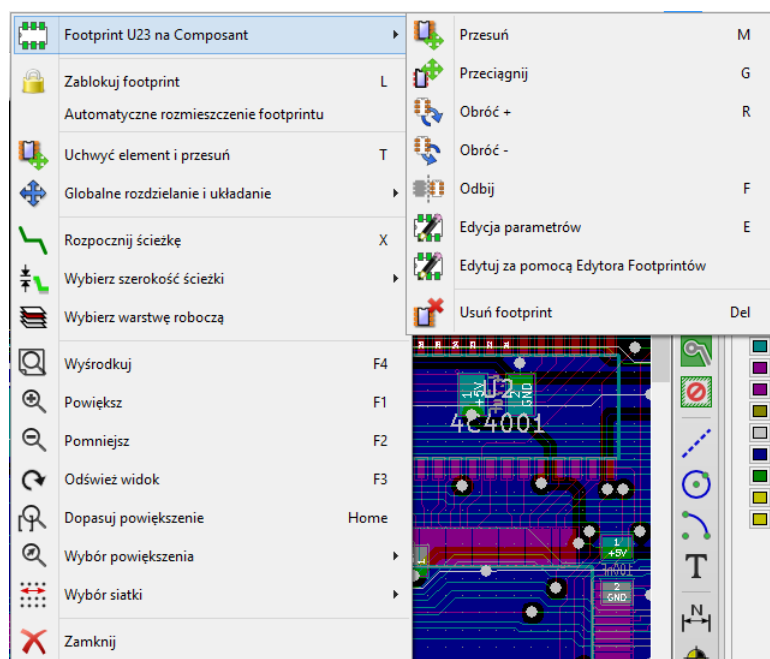 Footprint U23 na Composant
Zablokuj footprint L
Automatyczne rozmieszczenie footprintu
Uchwyć element i przesuń T
Globalne rozdzielanie i układanie
Rozpocznij ścieżkę X
Wybierz szerokość ścieżki
Wybierz warstwę roboczą
Wyśrodkuj F4
Powiększ F1
Pomniejsz F2
Odśwież widok F3
Dopasuj powiększenie Home
Wybór powiększenia
Wybór siatki
Zamknij
Przesuń M
Przeciągnij G
Obróć + R
Obróć -
Odbij F
Edycja parametrów E
Edytuj za pomocą Edytora Footprintów
Usuń footprint Del
1
+5V
2
GND
4C4001
1
+5V
2
GND
T
N